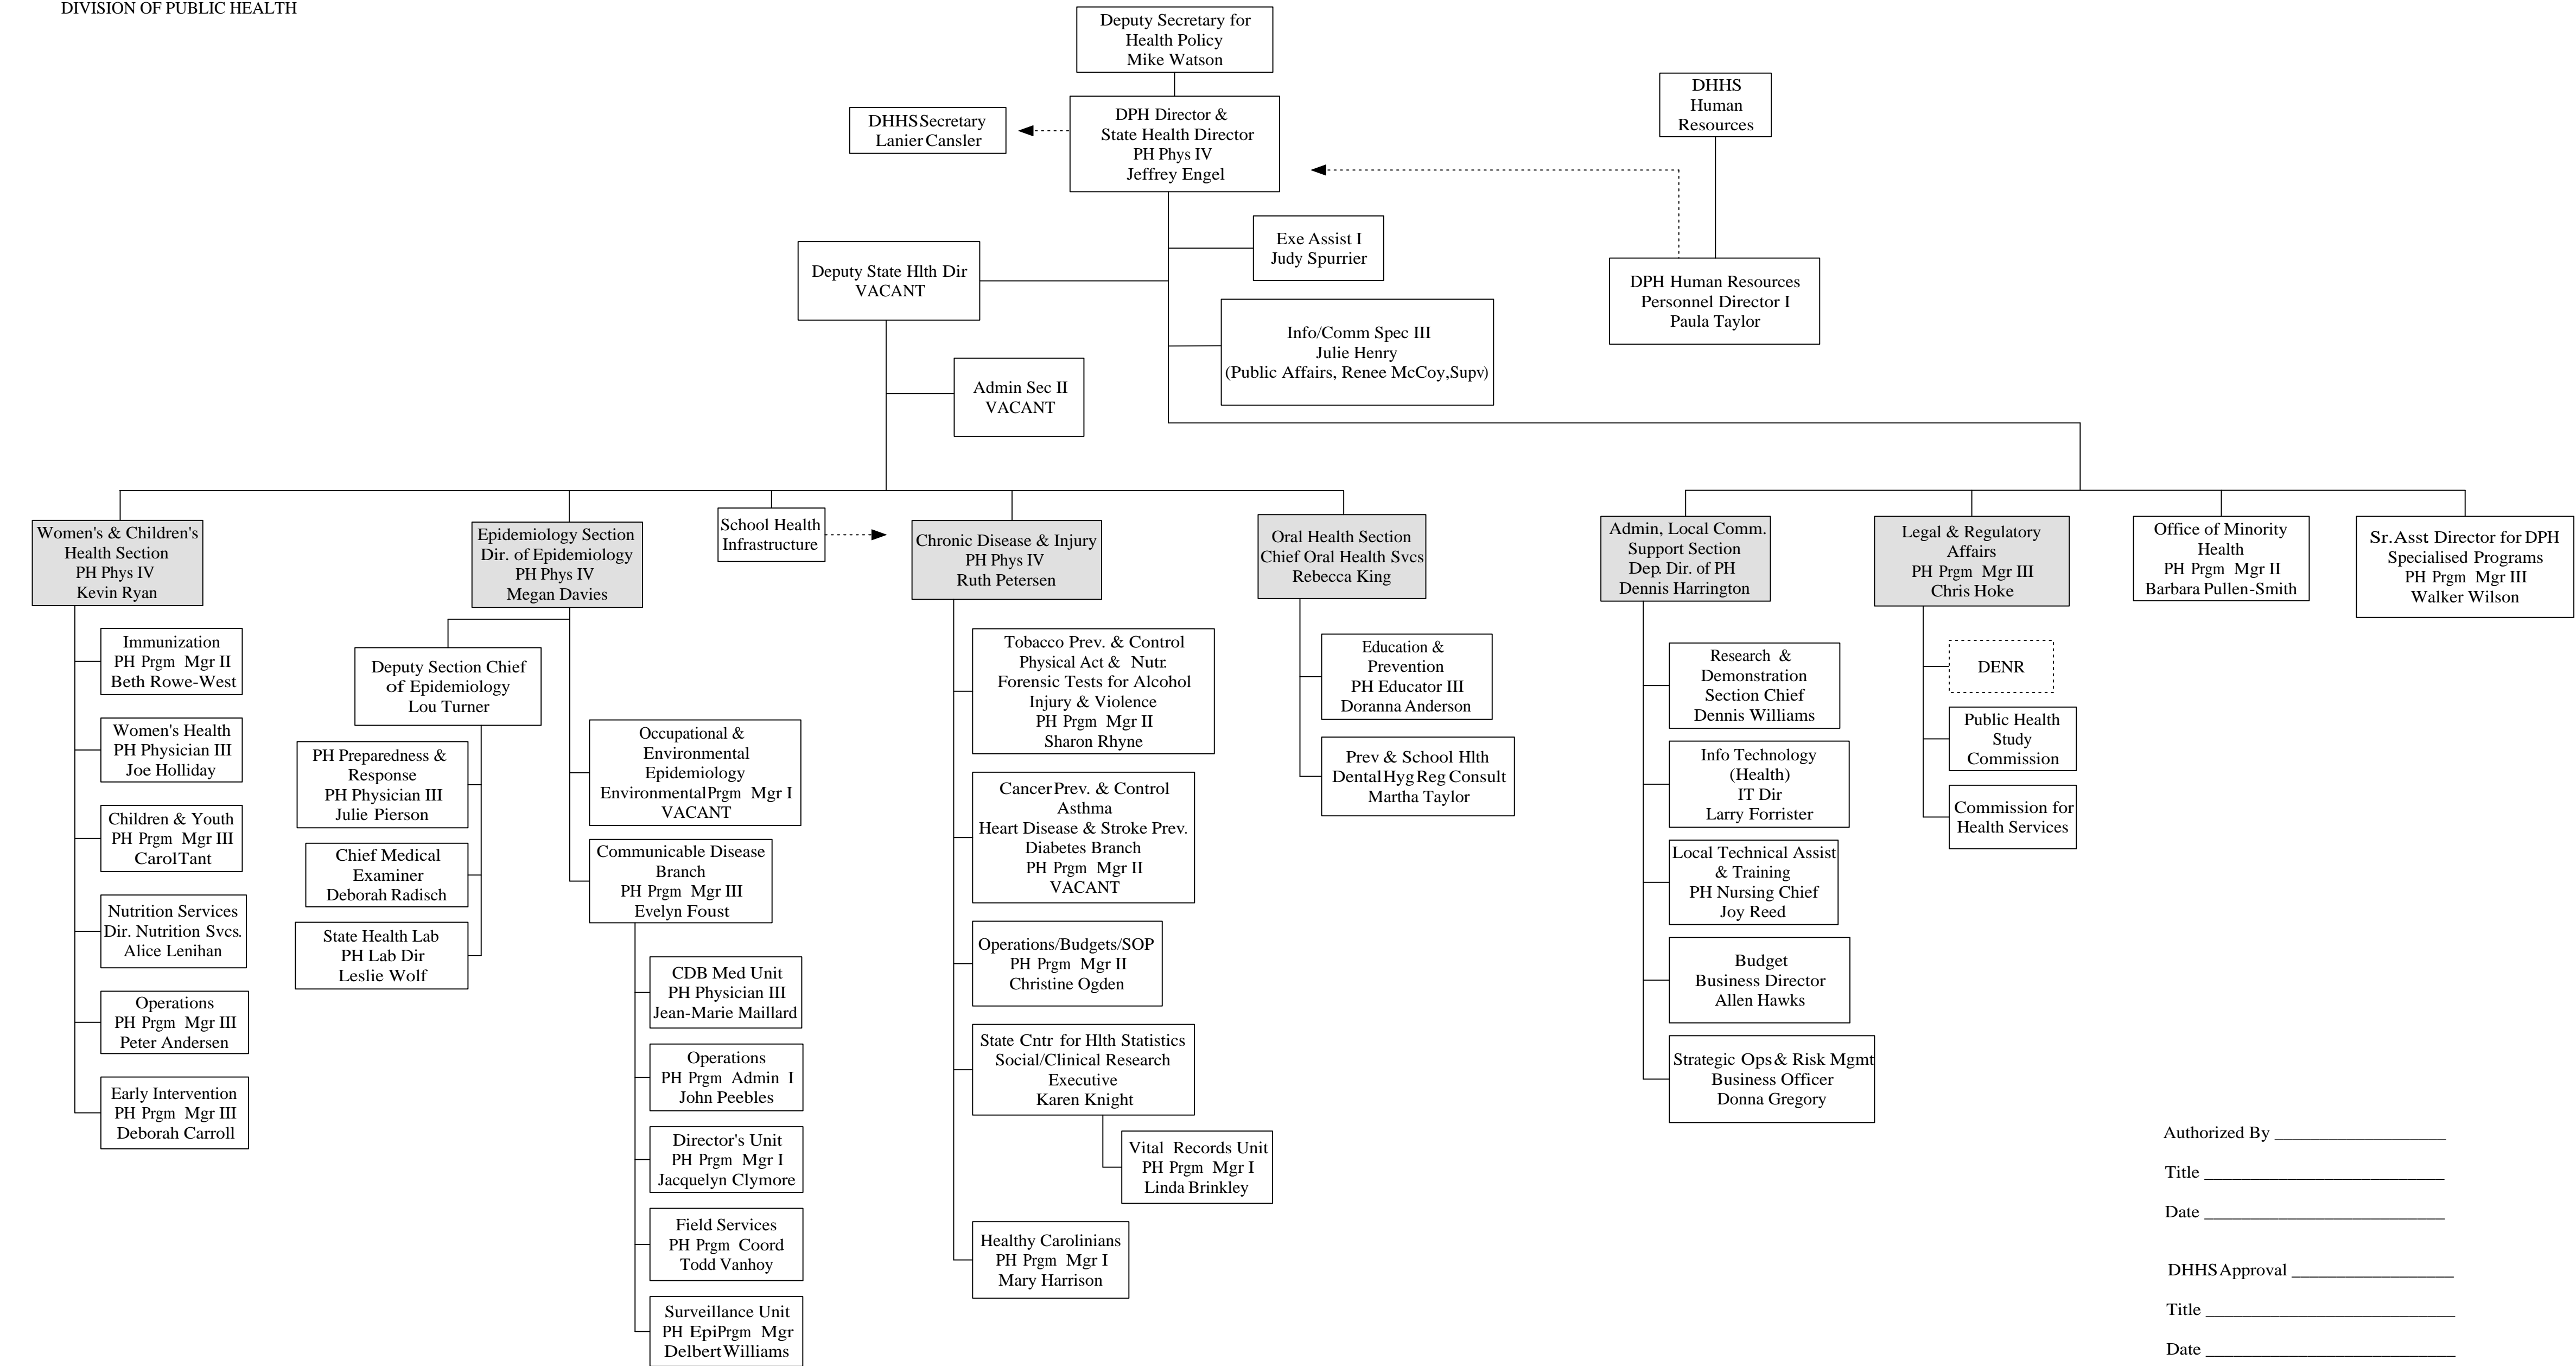 DIVISION OF PUBLIC HEALTH
Deputy Secretary for
Health Policy
Mike Watson
DHHS Secretary
Lanier Cansler
DPH Director &
State Health Director
PH Phys IV
Jeffrey Engel
DHHS
Human
Resources
Exe Assist I
Judy Spurrier
Deputy State Hlth Dir
VACANT
DPH Human Resources
Personnel Director I
Paula Taylor
Info/Comm Spec III
Julie Henry
(Public Affairs, Renee McCoy,Supv)
Admin Sec II
VACANT
Women's & Children's
Health Section
PH Phys IV
Kevin Ryan
Immunization
PH Prgm Mgr II
Beth Rowe-West
Women's Health
PH Physician III
Joe Holliday
Children & Youth
PH Prgm Mgr III
Carol Tant
Nutrition Services
Dir. Nutrition Svcs.
Alice Lenihan
Operations
PH Prgm Mgr III
Peter Andersen
Early Intervention
PH Prgm Mgr III
Deborah Carroll
Epidemiology Section
Dir. of Epidemiology
PH Phys IV
Megan Davies
Deputy Section Chief
of Epidemiology
Lou Turner
PH Preparedness &
Response
PH Physician III
Julie Pierson
Chief Medical
Examiner
Deborah Radisch
State Health Lab
PH Lab Dir
Leslie Wolf
Occupational &
Environmental
Epidemiology
Environmental Prgm Mgr I
VACANT
Communicable Disease
Branch
PH Prgm Mgr III
Evelyn Foust
CDB Med Unit
PH Physician III
Jean-Marie Maillard
Operations
PH Prgm Admin I
John Peebles
Director's Unit
PH Prgm Mgr I
Jacquelyn Clymore
Field Services
PH Prgm Coord
Todd Vanhoy
Surveillance Unit
PH Epi Prgm Mgr
Delbert Williams
School Health
Infrastructure
Chronic Disease & Injury
PH Phys IV
Ruth Petersen
Tobacco Prev. & Control
Physical Act & Nutr.
Forensic Tests for Alcohol
Injury & Violence
PH Prgm Mgr II
Sharon Rhyne
Cancer Prev. & Control
Asthma
Heart Disease & Stroke Prev.
Diabetes Branch
PH Prgm Mgr II
VACANT
Operations/Budgets/SOP
PH Prgm Mgr II
Christine Ogden
State Cntr for Hlth Statistics
Social/Clinical Research
Executive
Karen Knight
Vital Records Unit
PH Prgm Mgr I
Linda Brinkley
Healthy Carolinians
PH Prgm Mgr I
Mary Harrison
Oral Health Section
Chief Oral Health Svcs
Rebecca King
Education &
Prevention
PH Educator III
Doranna Anderson
Prev & School Hlth
Dental Hyg Reg Consult
Martha Taylor
Admin, Local Comm.
Support Section
Dep. Dir. of PH
Dennis Harrington
Research &
Demonstration
Section Chief
Dennis Williams
Info Technology
(Health)
IT Dir
Larry Forrister
Local Technical Assist
& Training
PH Nursing Chief
Joy Reed
Budget
Business Director
Allen Hawks
Strategic Ops & Risk Mgmt
Business Officer
Donna Gregory
Legal & Regulatory
Affairs
PH Prgm Mgr III
Chris Hoke
DENR
Public Health
Study
Commission
Commission for
Health Services
Office of Minority
Health
PH Prgm Mgr II
Barbara Pullen-Smith
Sr. Asst Director for DPH
Specialised Programs
PH Prgm Mgr III
Walker Wilson
Authorized By ____________________
Title ____________________________
Date ____________________________
DHHS Approval ___________________
Title _____________________________
Date _____________________________